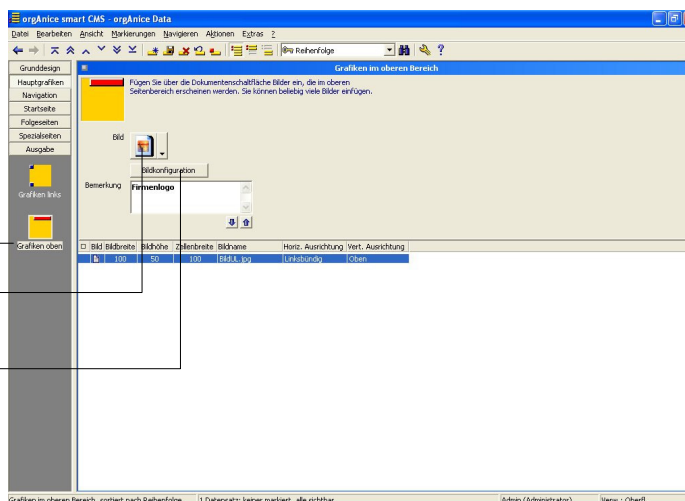 orgAnice smart CMS - orgAnice Data
Datei Bearbeiten Ansicht Markierungen Navigieren Aktionen Extras ?
Reihenfolge
Grunddesign
Hauptgrafiken
Navigation
Startseite
Folgeseiten
Spezialseiten
Ausgabe
Grafiken links
Grafiken oben
Grafiken im oberen Bereich
Fügen Sie über die Dokumentenschaltfläche Bilder ein, die im oberen
Seitenbereich erscheinen werden. Sie können beliebig viele Bilder einfügen.
Bild
Bildkonfiguration
Bemerkung
Firmenlogo
Bild Bildbreite Bildhöhe Zellenbreite Bildname Horiz. Ausrichtung Vert. Ausrichtung
100 50 100 BildUL.jpg Linksbündig Oben
Grafiken im oberen Bereich, sortiert nach Reihenfolge 1 Datensatz: keiner markiert, alle sichtbar Admin (Administrator) Verw.: Oberfl